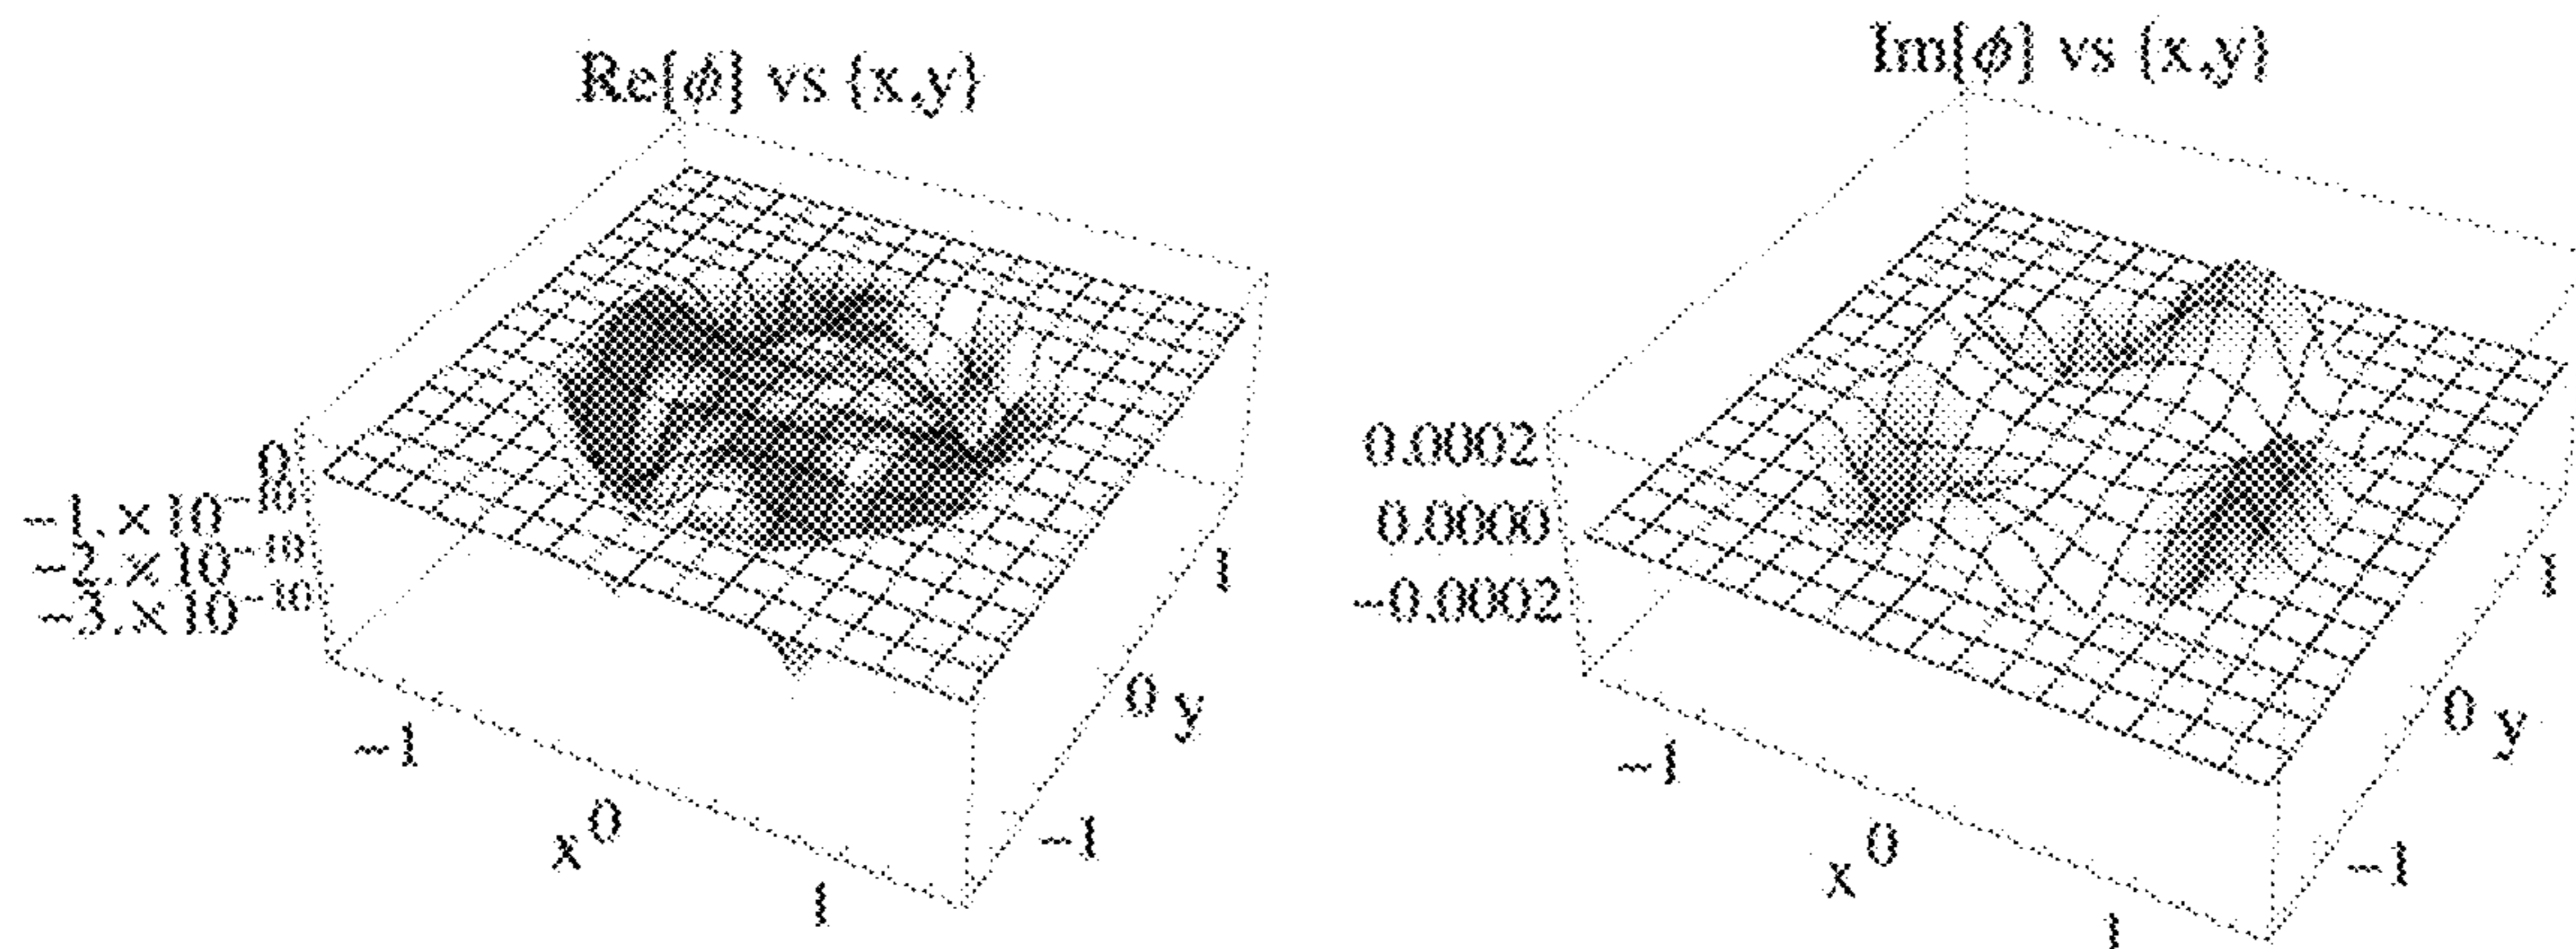 Re[ϕ] vs {x,y}
0
-1.×10^-10
-2.×10^-10
-3.×10^-10
-1
x 0
1
-1
0 y
1
Im[ϕ] vs {x,y}
0.0002
0.0000
-0.0002
-1
x 0
1
-1
0 y
1